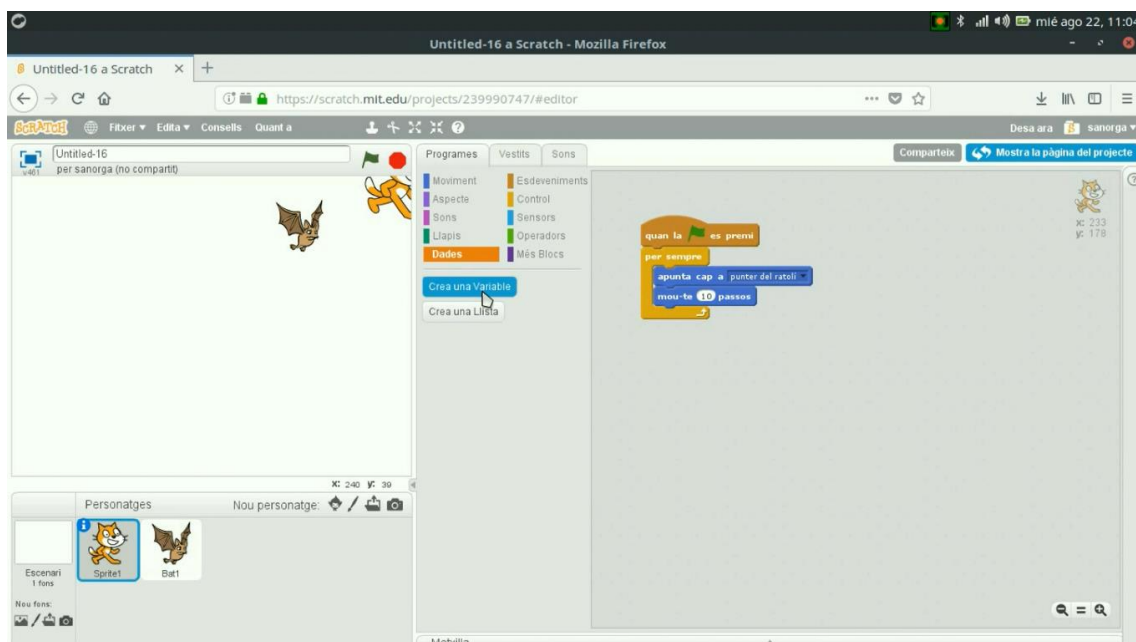 mié ago 22, 11:04
Untitled-16 a Scratch - Mozilla Firefox
Untitled-16 a Scratch
https://scratch.mit.edu/projects/239990747/#editor
SCRATCH Fitxer Edita Consells Quant a Desa ara sanorga
Untitled-16
per sanorga (no compartit)
v461
Programes Vestits Sons
Comparteix Mostra la pàgina del projecte
Moviment Esdeveniments
Aspecte Control
Sons Sensors
Llapis Operadors
Dades Més Blocs
Crea una Variable
Crea una Llista
quan la es premi
per sempre
apunta cap a punter del ratolí
mou-te 10 passos
x: 233
y: 178
X: 240 Y: 39
Personatges Nou personatge:
Escenari
1 fons
Sprite1 Bat1
Nou fons:
Motxilla